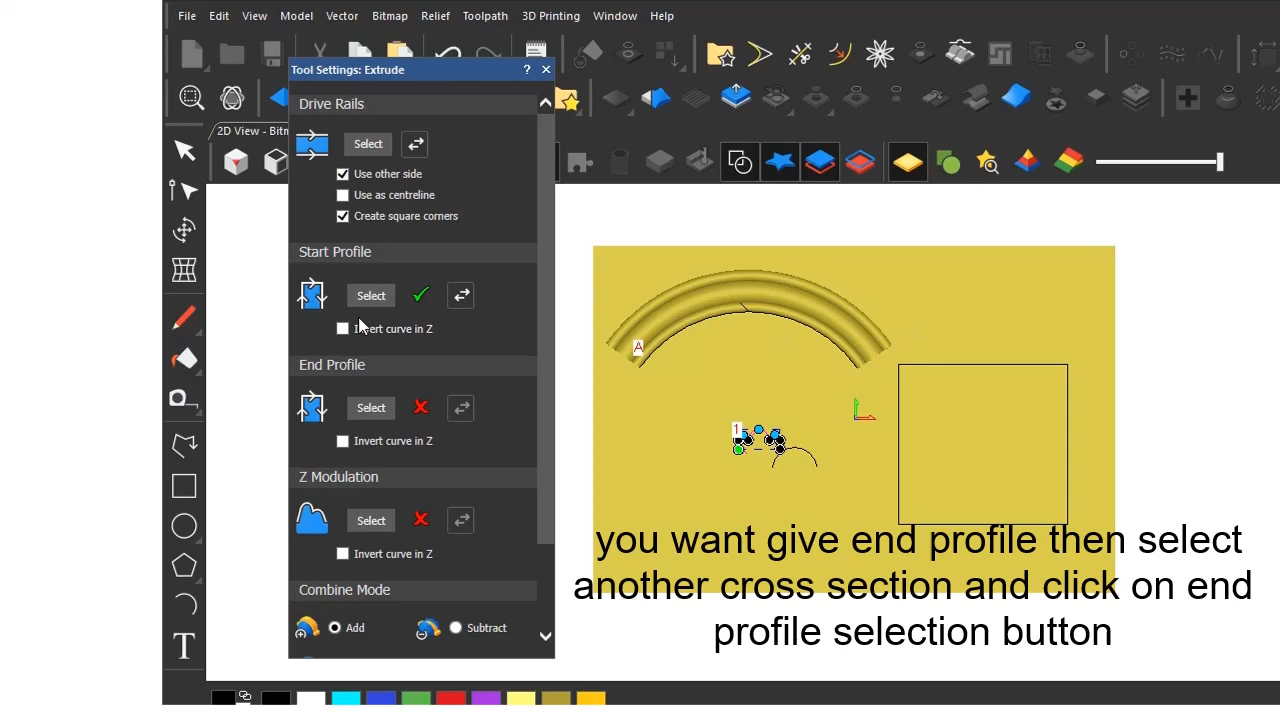 File Edit View Model Vector Bitmap Relief Toolpath 3D Printing Window Help
Tool Settings: Extrude ? ×
2D View - Bitm
Drive Rails
Select
Use other side
Use as centreline
Create square corners
Start Profile
Select
Invert curve in Z
End Profile
Select
Invert curve in Z
Z Modulation
Select
Invert curve in Z
Combine Mode
Add Subtract
A
1
T
you want give end profile then select
another cross section and click on end
profile selection button